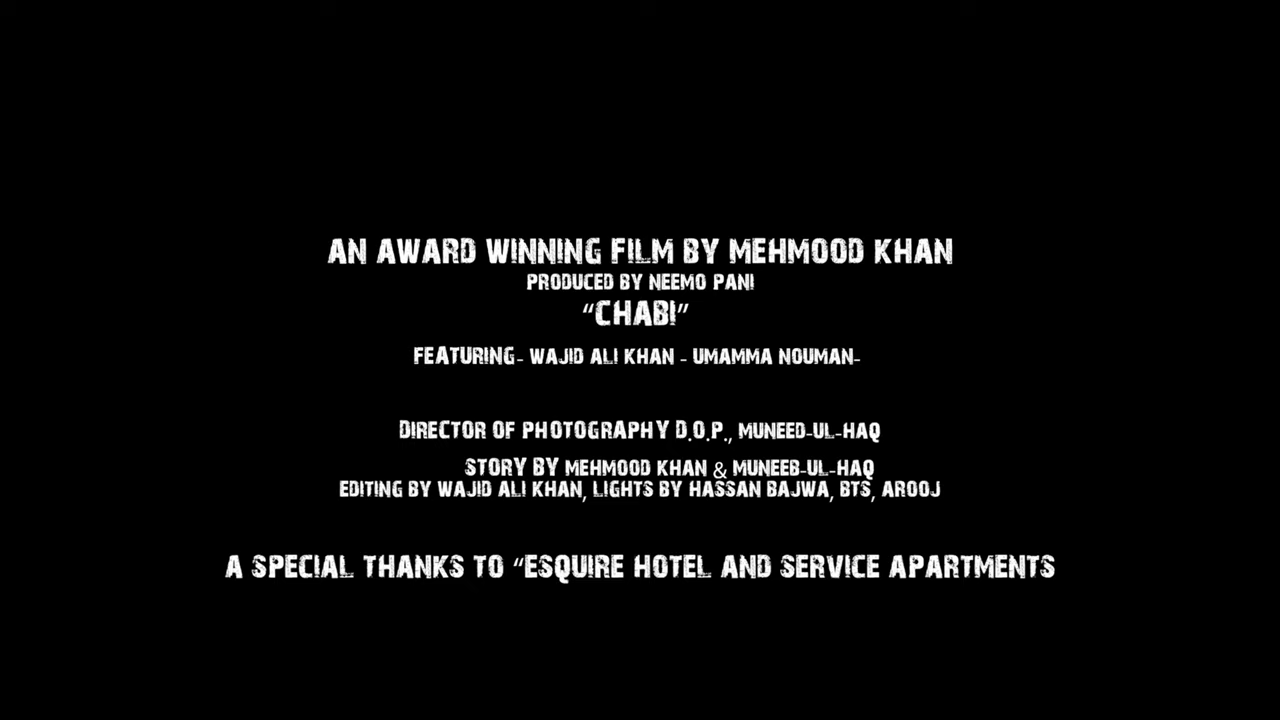 AN AWARD WINNING FILM BY MEHMOOD KHAN
PRODUCED BY NEEMO PANI
“CHABI”
FEATURING- WAJID ALI KHAN - UMAMMA NOUMAN-
DIRECTOR OF PHOTOGRAPHY D.O.P., MUNEED-UL-HAQ
STORY BY MEHMOOD KHAN & MUNEEB-UL-HAQ
EDITING BY WAJID ALI KHAN, LIGHTS BY HASSAN BAJWA, BTS, AROOJ
A SPECIAL THANKS TO “ESQUIRE HOTEL AND SERVICE APARTMENTS